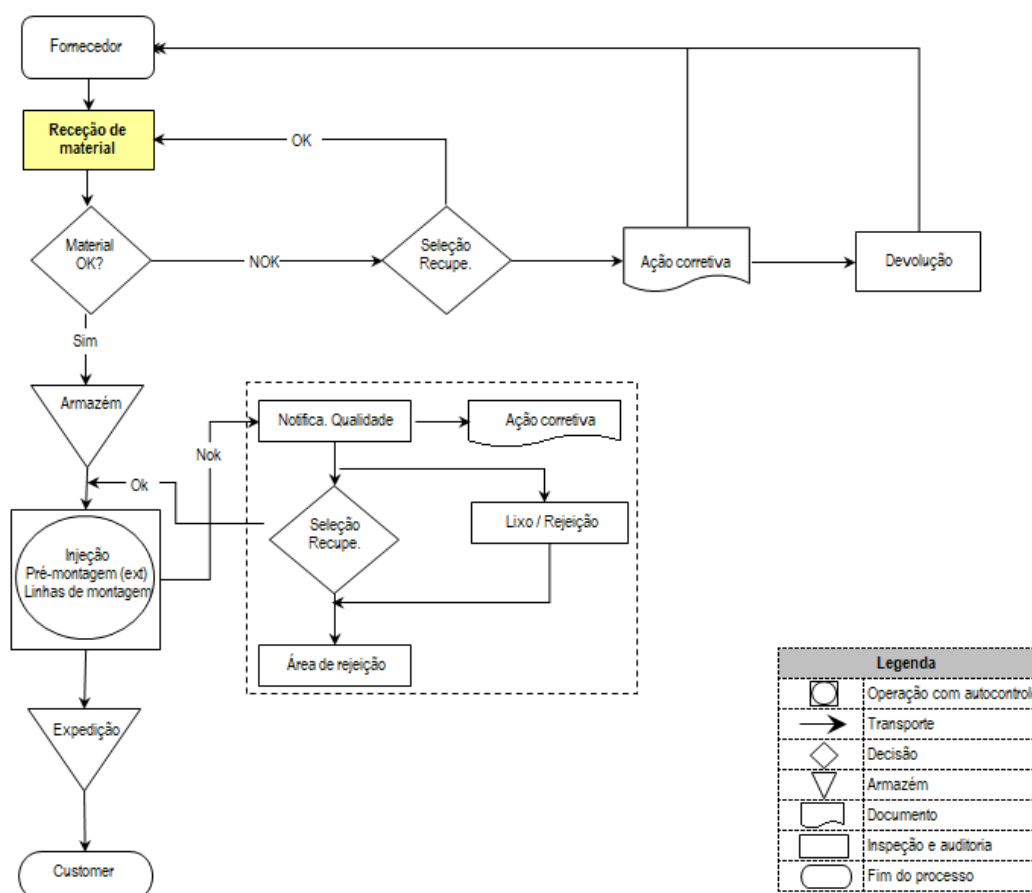 Fornecedor
Receção de
material
OK
Material
OK?
NOK
Seleção
Recupe.
Ação corretiva
Devolução
Sim
Armazém
Notifica. Qualidade
Ação corretiva
Nok
Ok
Seleção
Recupe.
Lixo / Rejeição
Injeção
Pré-montagem (ext)
Linhas de montagem
Área de rejeição
Expedição
Customer
Legenda
Operação com autocontrol
Transporte
Decisão
Armazém
Documento
Inspeção e auditoria
Fim do processo